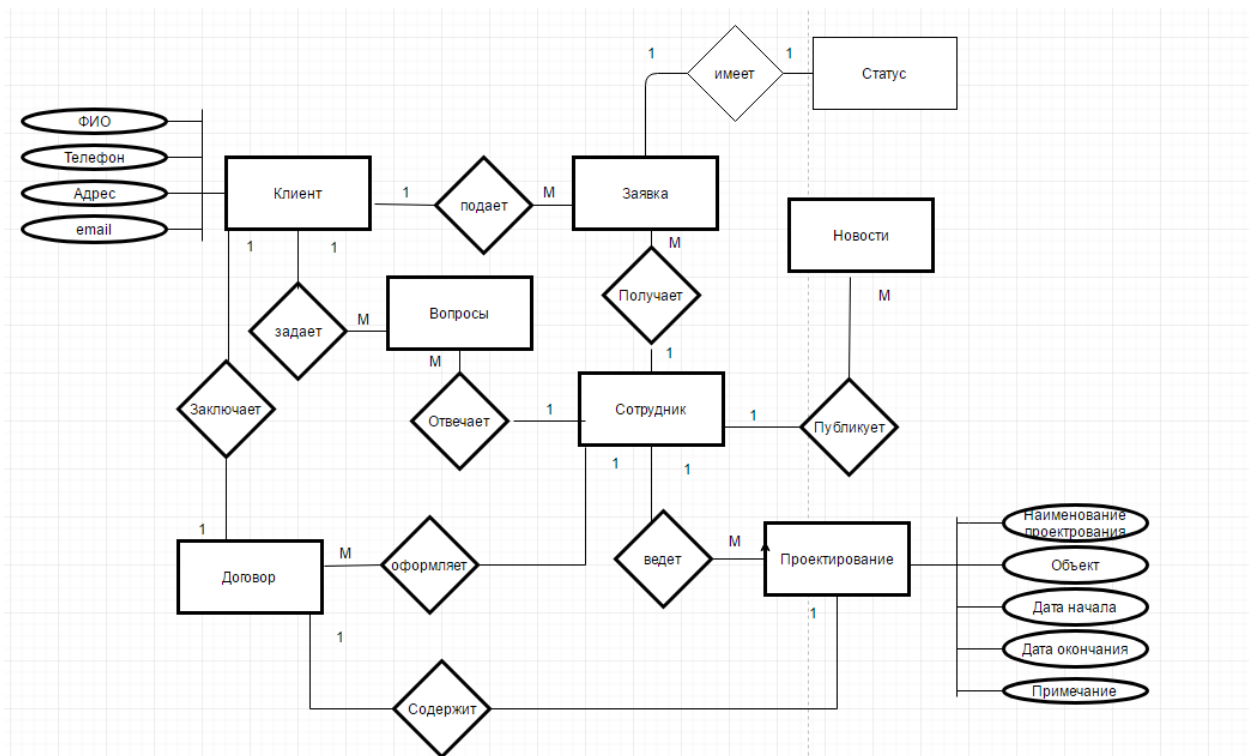 1
имеет
1
Статус
ФИО
Телефон
Адрес
email
Клиент
1
подает
М
Заявка
Новости
1
1
М
Получает
М
задает
М
Вопросы
М
1
Заключает
Отвечает
1
Сотрудник
1
Публикует
1
1
1
Договор
М
оформляет
ведет
М
Проектирование
Наименование
проектрования
Объект
Дата начала
Дата окончания
Примечание
1
1
Содержит